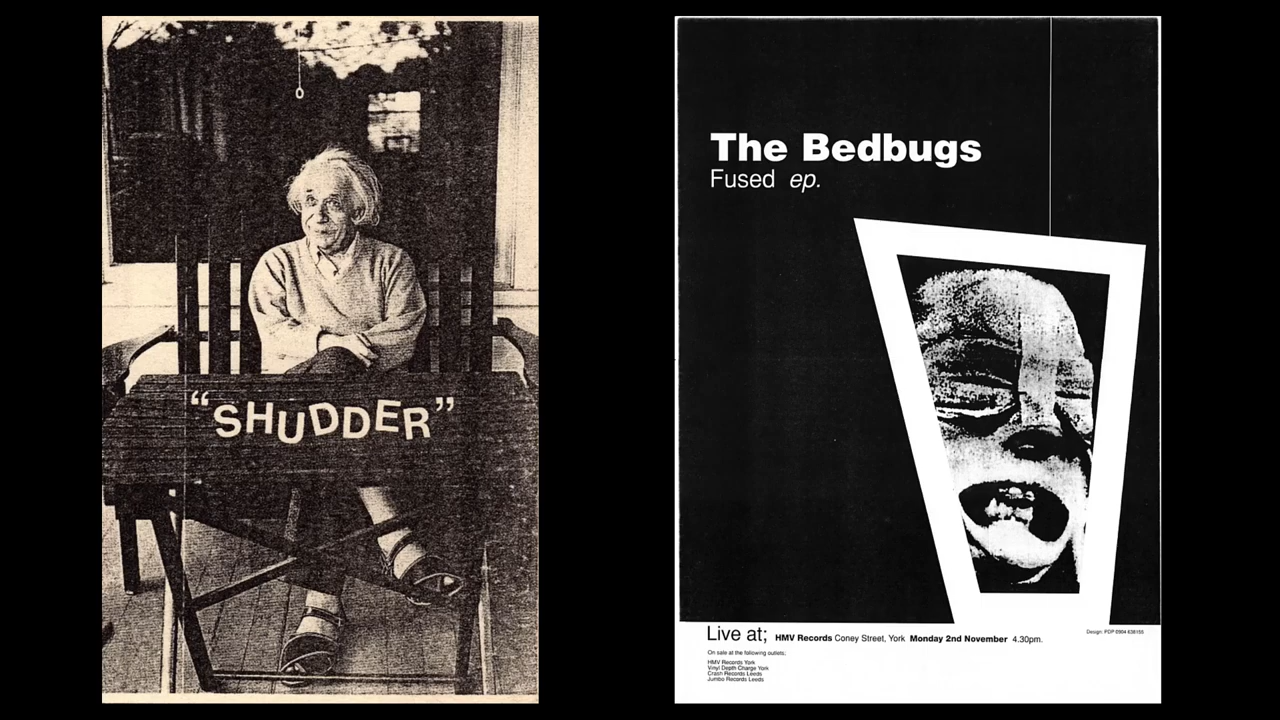 “SHUDDER”
The Bedbugs
Fused ep.
Live at; HMV Records Coney Street, York Monday 2nd November 4.30pm.
Design: PDP 0904 638155
On sale at the following outlets;
HMV Records York
Vinyl Depth Charge York
Crash Records Leeds
Jumbo Records Leeds